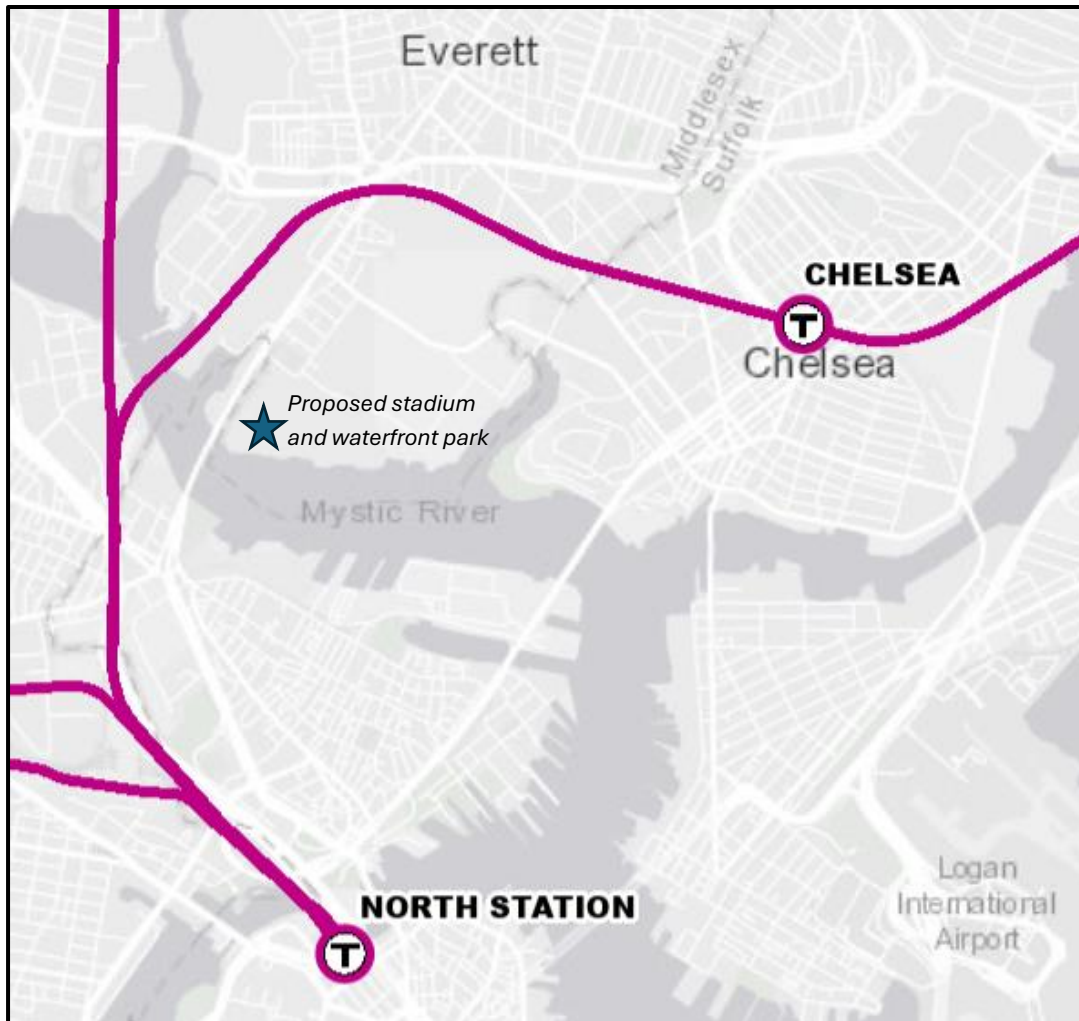 Everett
Middlesex
Suffolk
CHELSEA
T
Chelsea
Proposed stadium
and waterfront park
Mystic River
Logan
International
Airport
NORTH STATION
T